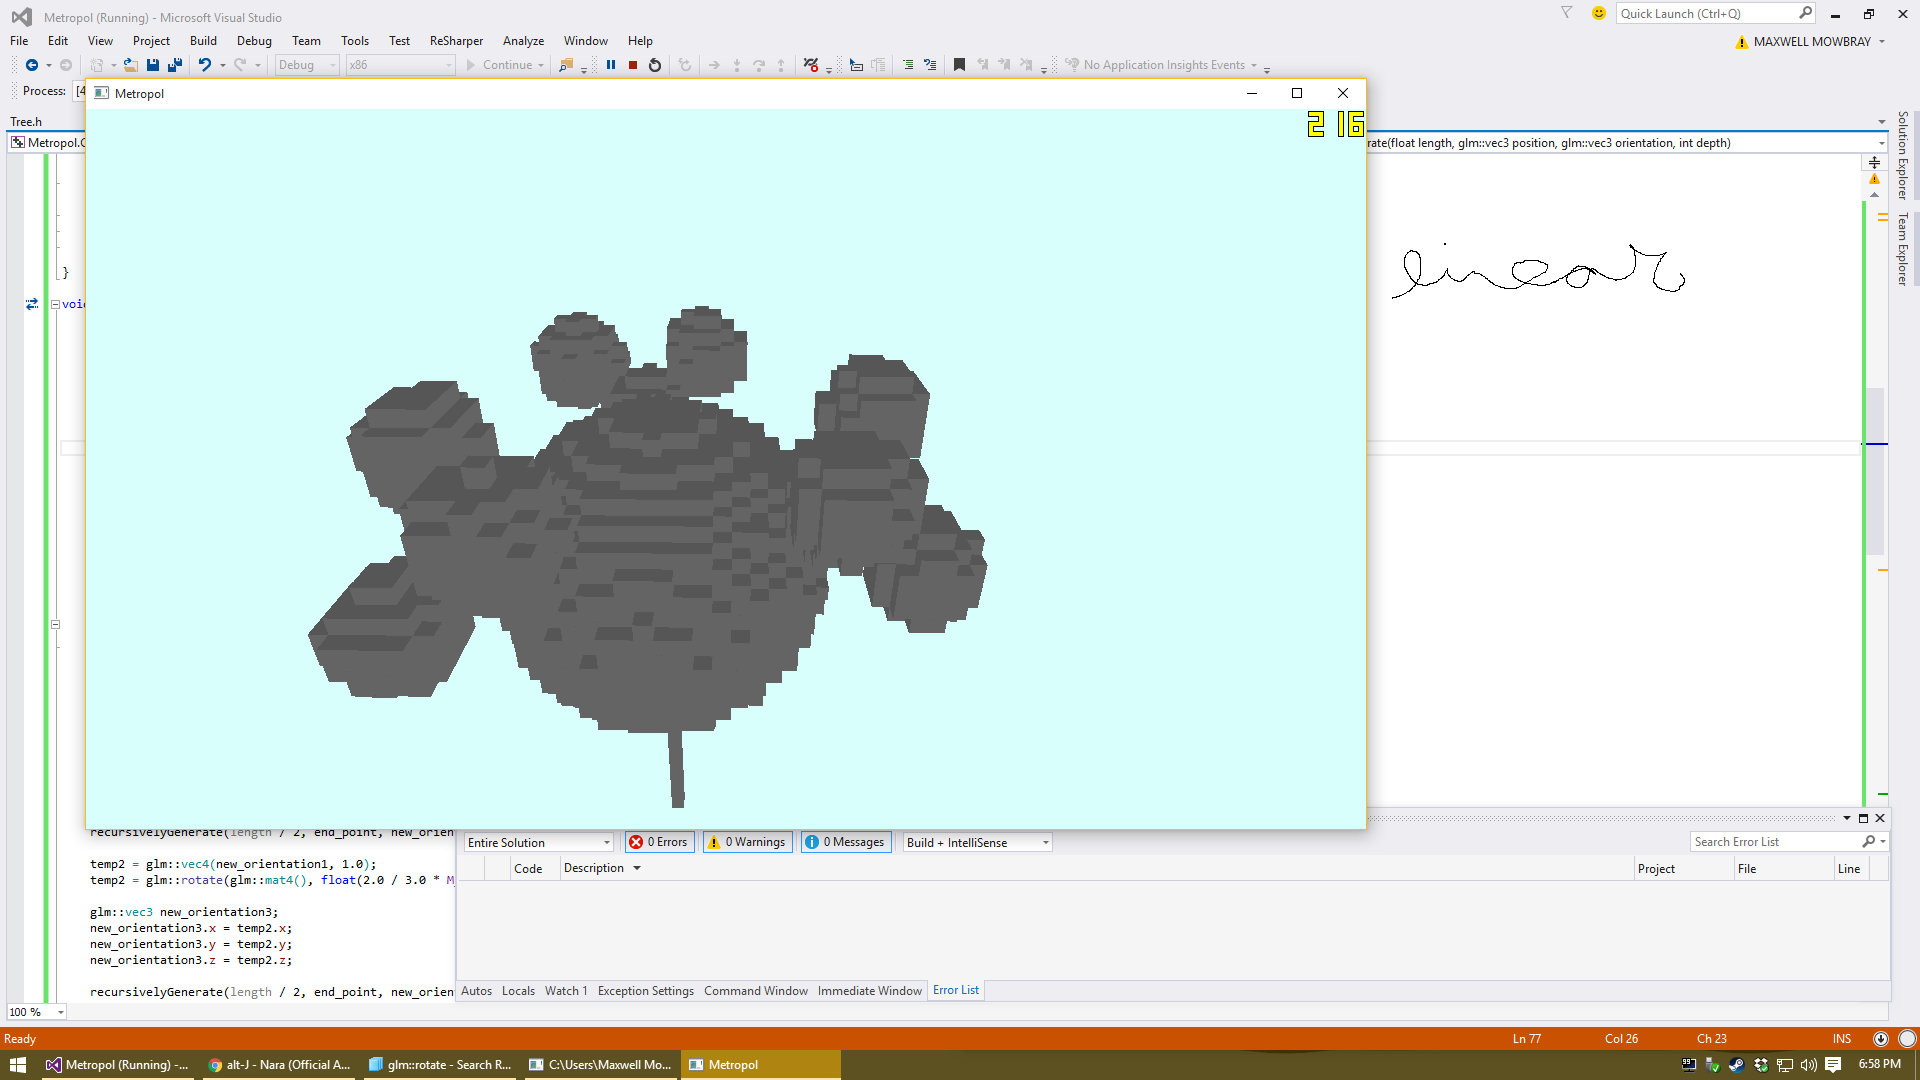 Metropol (Running) - Microsoft Visual Studio
Quick Launch (Ctrl+Q)
File Edit View Project Build Debug Team Tools Test ReSharper Analyze Window Help
MAXWELL MOWBRAY
Debug x86 Continue No Application Insights Events
Process: [4
Metropol
216
Tree.h
Metropol. rate(float length, glm::vec3 position, glm::vec3 orientation, int depth)
Solution Explorer
Team Explorer
linear
}
void
recursivelyGenerate(length / 2, end_point, new_orien
temp2 = glm::vec4(new_orientation1, 1.0);
temp2 = glm::rotate(glm::mat4(), float(2.0 / 3.0 * M
glm::vec3 new_orientation3;
new_orientation3.x = temp2.x;
new_orientation3.y = temp2.y;
new_orientation3.z = temp2.z;
recursivelyGenerate(length / 2, end_point, new_orien
Entire Solution 0 Errors 0 Warnings 0 Messages Build + IntelliSense Search Error List
Code Description Project File Line
Autos Locals Watch 1 Exception Settings Command Window Immediate Window Error List
100 %
Ready Ln 77 Col 26 Ch 23 INS
Metropol (Running) -... alt-J - Nara (Official A... glm::rotate - Search R... C:\Users\Maxwell Mo... Metropol 6:58 PM